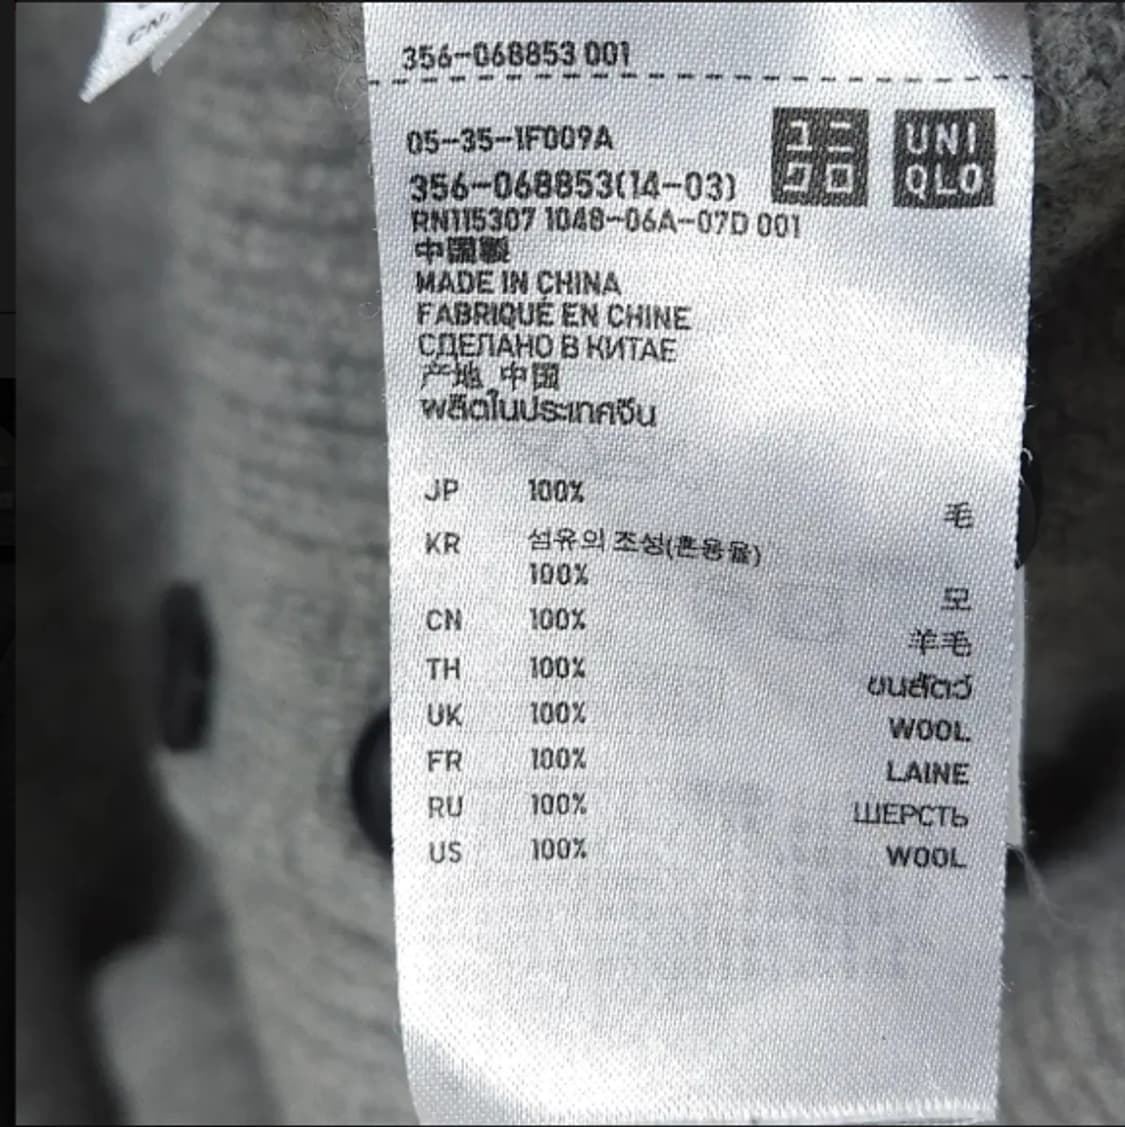 356-068853 001
05-35-1F009A
ユニ
クロ
UNI
QLO
356-068853(14-03)
RN115307 1048-06A-07D 001
中国製
MADE IN CHINA
FABRIQUÉ EN CHINE
СДЕЛАНО В КИТАЕ
产地 中国
ผลิตในประเทศจีน
JP 100% 毛
KR 섬유의 조성(혼용율)
100% 모
CN 100% 羊毛
TH 100% ขนสัตว์
UK 100% WOOL
FR 100% LAINE
RU 100% ШЕРСТЬ
US 100% WOOL